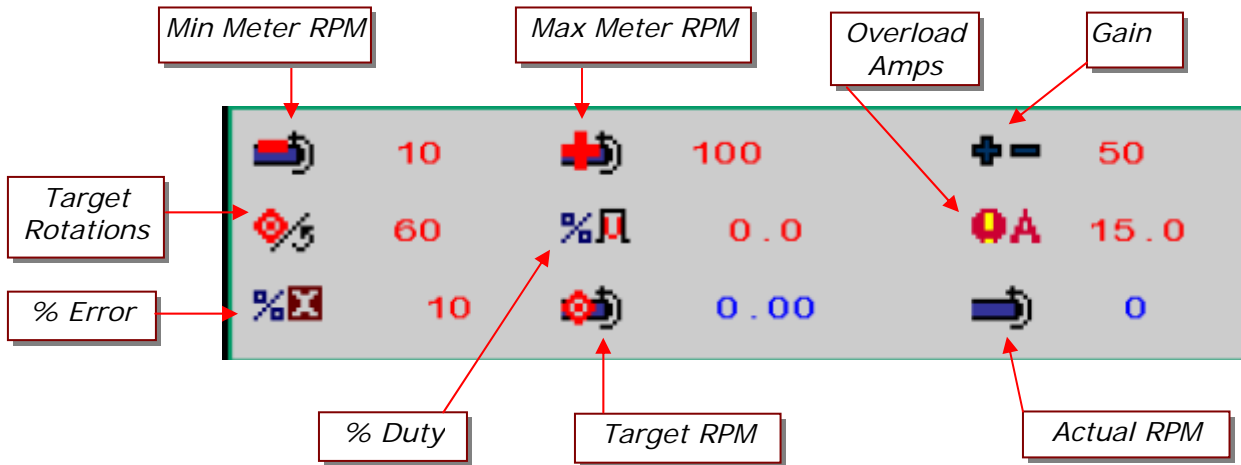 Min Meter RPM
Max Meter RPM
Overload
Amps
Gain
10
100
50
Target
Rotations
60
%
0.0
A
15.0
% Error
%
10
0.00
0
% Duty
Target RPM
Actual RPM